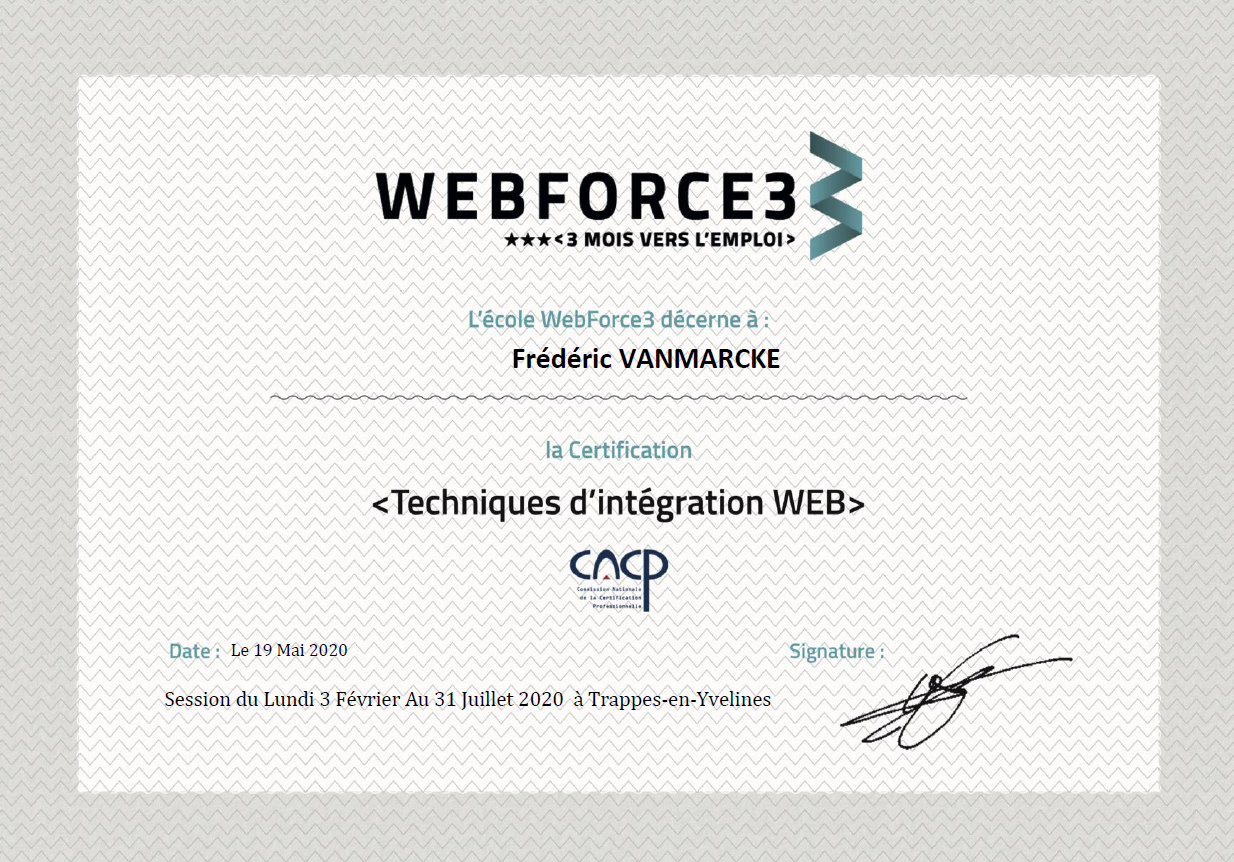 WEBFORCE3
★★★<3 MOIS VERS L'EMPLOI>
L'école WebForce3 décerne à :
Frédéric VANMARCKE
la Certification
<Techniques d'intégration WEB>
CNCP
Commission Nationale
de la Certification
Professionnelle
Date : Le 19 Mai 2020
Signature :
Session du Lundi 3 Février Au 31 Juillet 2020 à Trappes-en-Yvelines